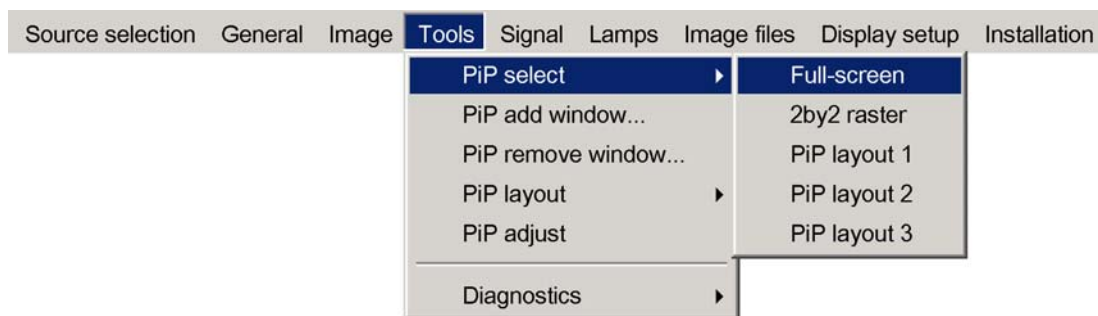 Source selection General Image Tools Signal Lamps Image files Display setup Installation
PiP select Full-screen
PiP add window... 2by2 raster
PiP remove window... PiP layout 1
PiP layout PiP layout 2
PiP adjust PiP layout 3
Diagnostics